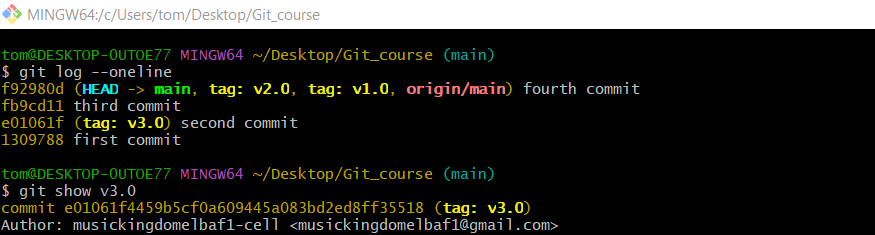 MINGW64:/c/Users/tom/Desktop/Git_course
tom@DESKTOP-OUTOE77 MINGW64 ~/Desktop/Git_course (main)
$ git log --oneline
f92980d (HEAD -> main, tag: v2.0, tag: v1.0, origin/main) fourth commit
fb9cd11 third commit
e01061f (tag: v3.0) second commit
1309788 first commit
tom@DESKTOP-OUTOE77 MINGW64 ~/Desktop/Git_course (main)
$ git show v3.0
commit e01061f4459b5cf0a609445a083bd2ed8ff35518 (tag: v3.0)
Author: musickingdomelbaf1-cell <musickingdomelbaf1@gmail.com>